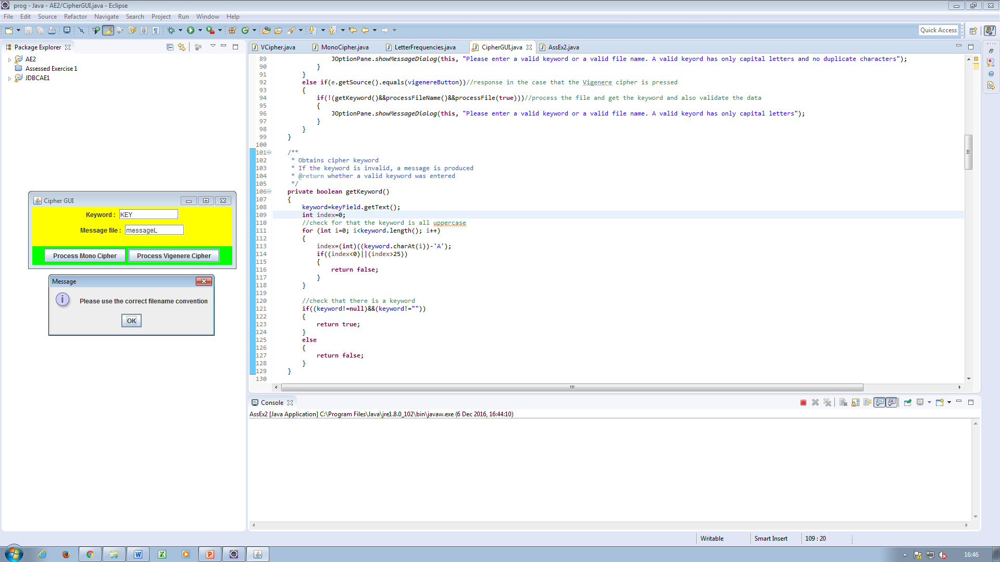 prog - Java - AE2/CipherGUI.java - Eclipse
File Edit Source Refactor Navigate Search Project Run Window Help
Quick Access
Package Explorer
AE2
Assessed Exercise 1
JDBCAE1
VCipher.java MonoCipher.java LetterFrequencies.java CipherGUI.java AssEx2.java
89 JOptionPane.showMessageDialog(this, "Please enter a valid keyword or a valid file name. A valid keyord has only capital letters and no duplicate characters");
90 }
91 }
92 else if(e.getSource().equals(vigenereButton))//response in the case that the Vigenere cipher is pressed
93 {
94 if(!(getKeyword()&&processFileName()&&processFile(true)))//process the file and get the keyword and also validate the data
95 {
96 JOptionPane.showMessageDialog(this, "Please enter a valid keyword or a valid file name. A valid keyord has only capital letters");
97 }
98 }
99 }
100
101 /**
102 * Obtains cipher keyword
103 * If the keyword is invalid, a message is produced
104 * @return whether a valid keyword was entered
105 */
106 private boolean getKeyword()
107 {
108 keyword=keyField.getText();
109 int index=0;
110 //check for that the keyword is all uppercase
111 for (int i=0; i<keyword.length(); i++)
112 {
113 index=(int)((keyword.charAt(i))-'A');
114 if((index<0)||(index>25))
115 {
116 return false;
117 }
118 }
119
120 //check that there is a keyword
121 if((keyword!=null)&&(keyword!=""))
122 {
123 return true;
124 }
125 else
126 {
127 return false;
128 }
129 }
130
Cipher GUI
Keyword : KEY
Message file : messageL
Process Mono Cipher Process Vigenere Cipher
Message
Please use the correct filename convention
OK
Console
AssEx2 [Java Application] C:\Program Files\Java\jre1.8.0_102\bin\javaw.exe (6 Dec 2016, 16:44:10)
Writable Smart Insert 109 : 20
16:46